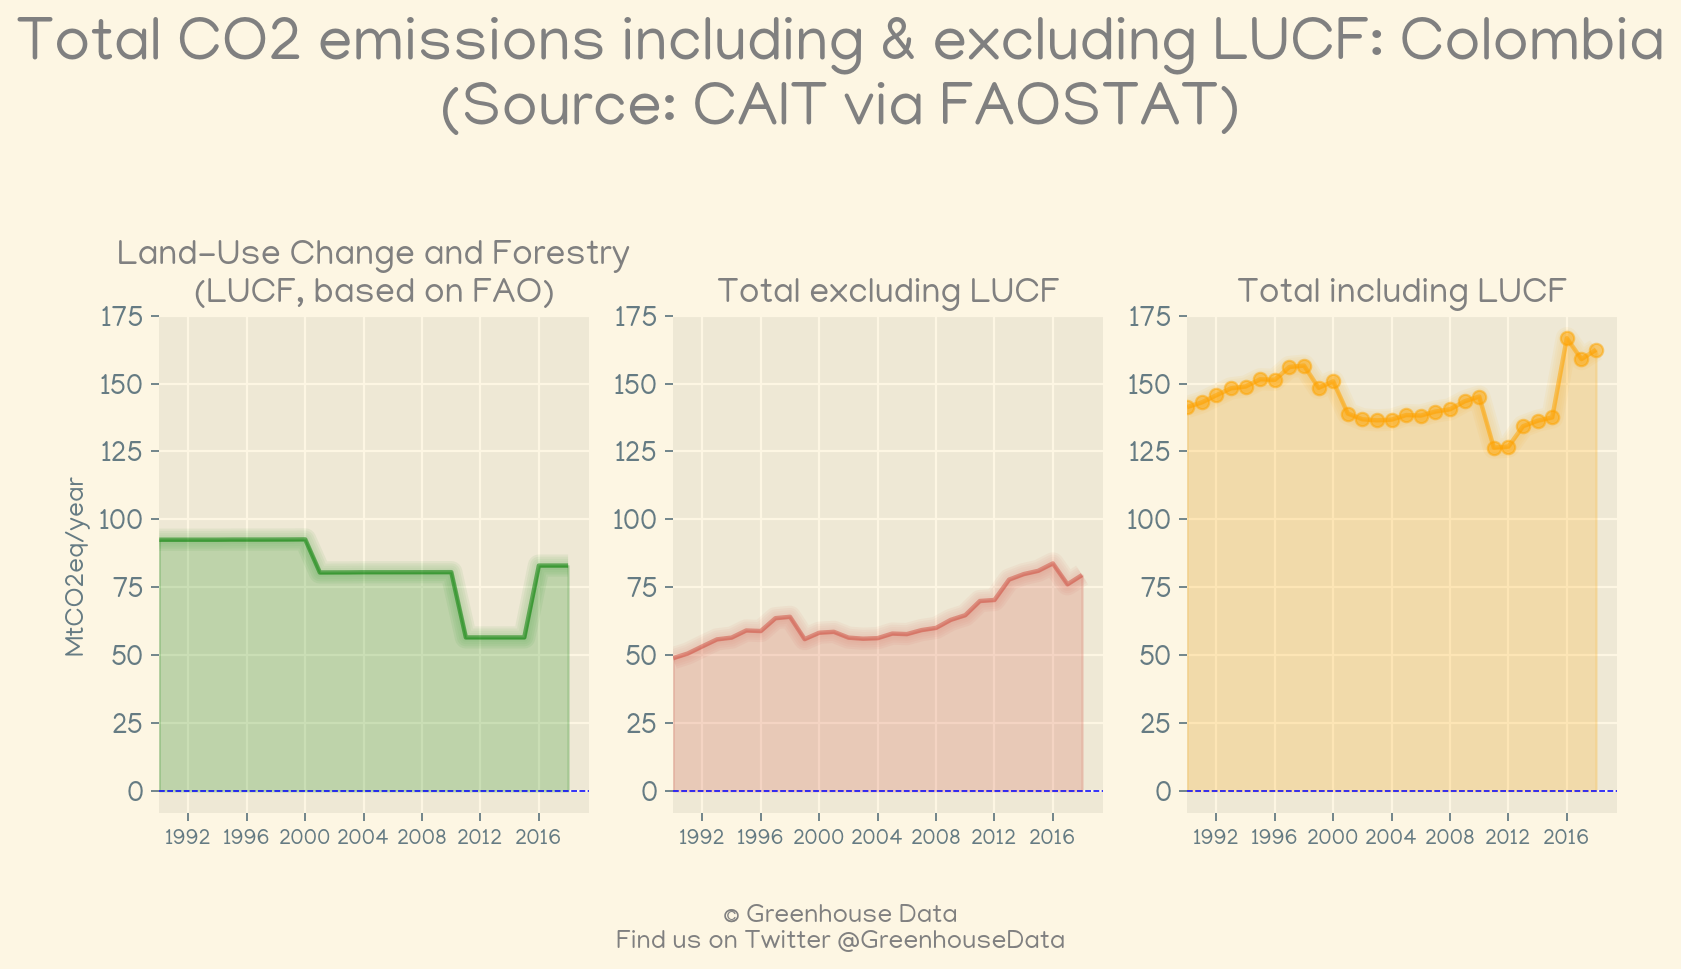 Total CO2 emissions including & excluding LUCF: Colombia
(Source: CAIT via FAOSTAT)
Land-Use Change and Forestry
(LUCF, based on FAO)
MtCO2eq/year
175
150
125
100
75
50
25
0
1992 1996 2000 2004 2008 2012 2016
Total excluding LUCF
175
150
125
100
75
50
25
0
1992 1996 2000 2004 2008 2012 2016
Total including LUCF
175
150
125
100
75
50
25
0
1992 1996 2000 2004 2008 2012 2016
© Greenhouse Data
Find us on Twitter @GreenhouseData